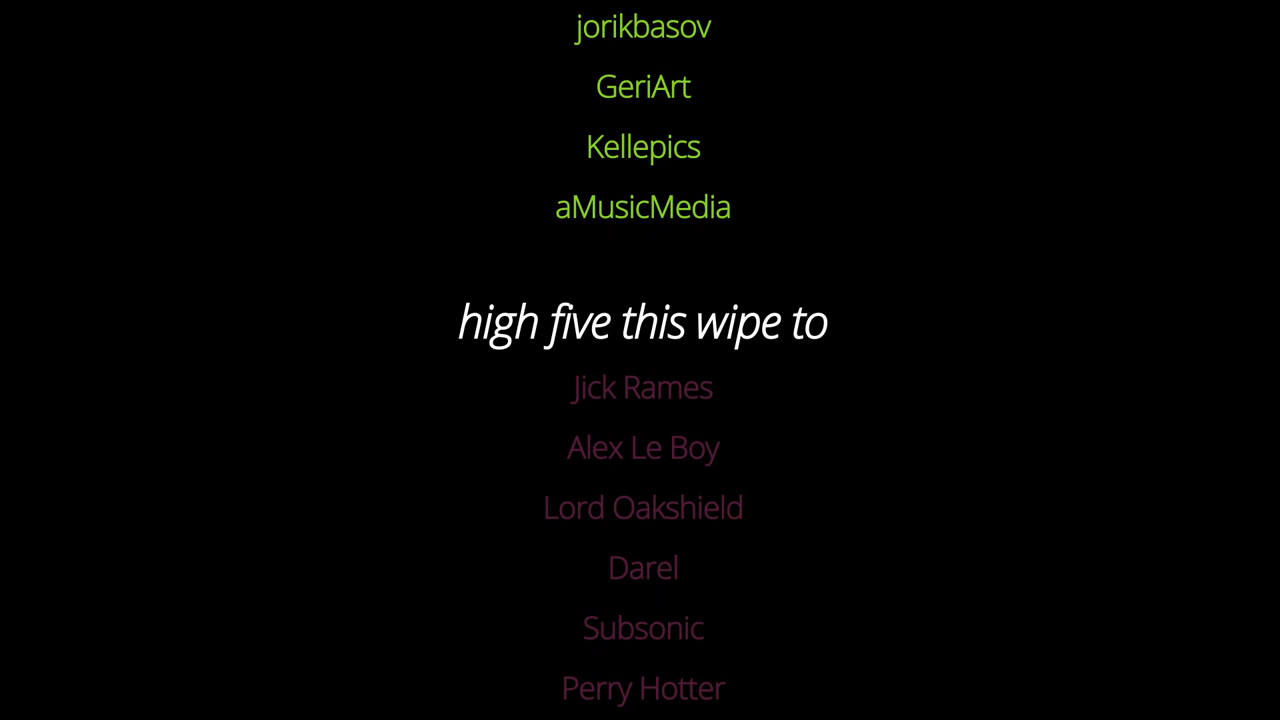 jorikbasov
GeriArt
Kellepics
aMusicMedia
high five this wipe to
Jick Rames
Alex Le Boy
Lord Oakshield
Darel
Subsonic
Perry Hotter